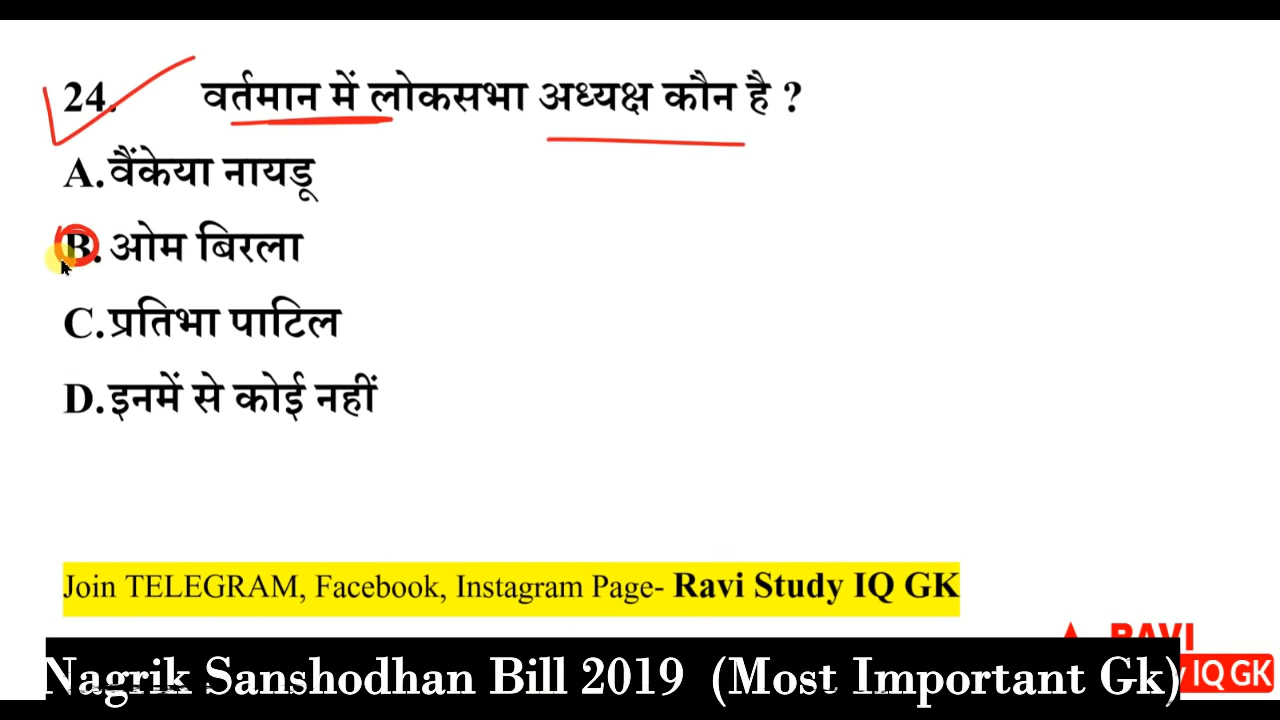 24. वर्तमान में लोकसभा अध्यक्ष कौन है ?
A. वैंकेया नायडू
B. ओम बिरला
C. प्रतिभा पाटिल
D. इनमें से कोई नहीं
Join TELEGRAM, Facebook, Instagram Page- Ravi Study IQ GK
RAVI
IQ GK
Nagrik Sanshodhan Bill 2019 (Most Important Gk)